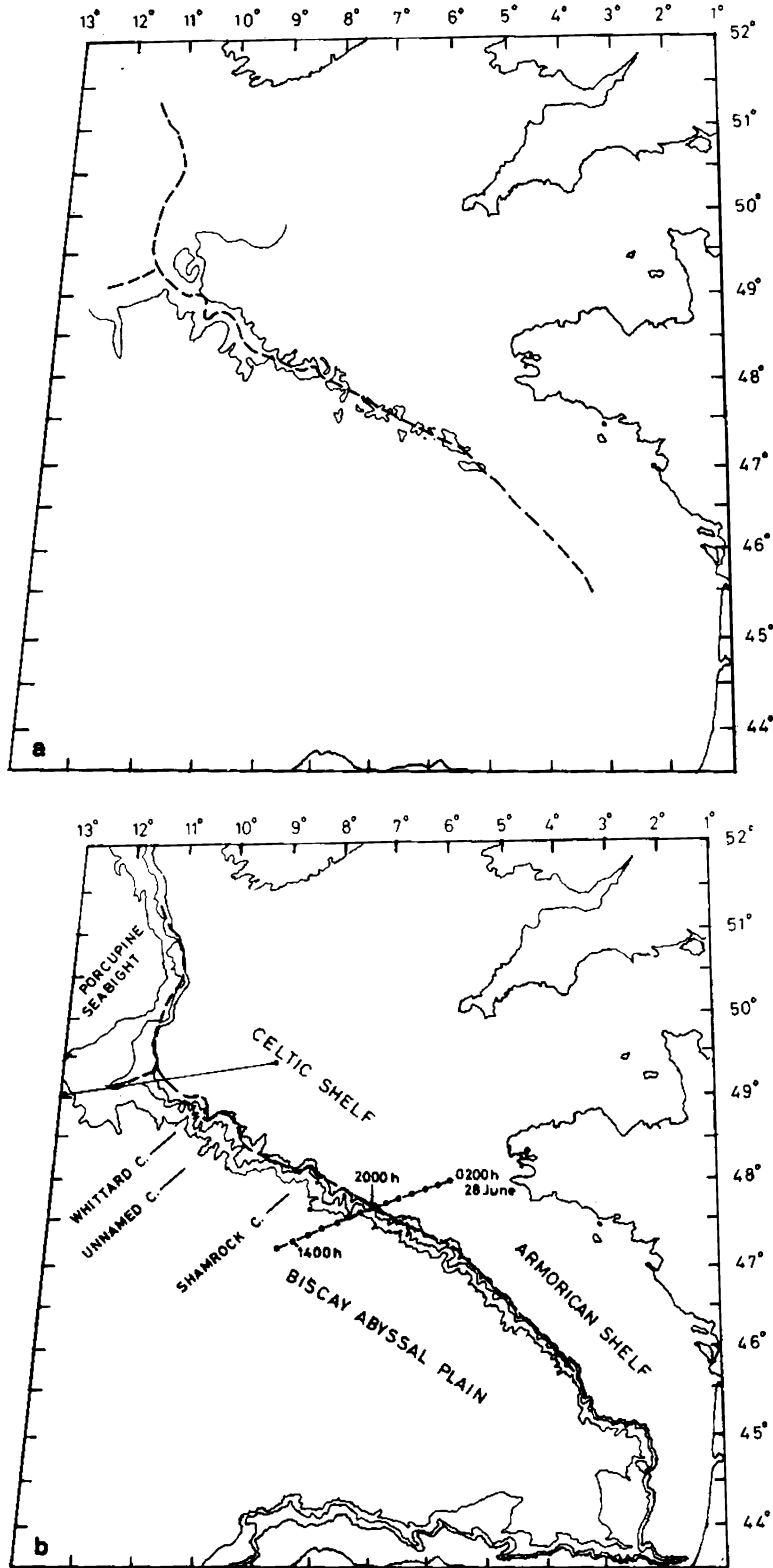 13° 12° 11° 10° 9° 8° 7° 6° 5° 4° 3° 2° 1°
52°
51°
50°
49°
48°
47°
46°
45°
44°
a
13° 12° 11° 10° 9° 8° 7° 6° 5° 4° 3° 2° 1°
52°
51°
PORCUPINE
SEABIGHT
50°
CELTIC SHELF
49°
WHITTARD C.
UNNAMED C.
SHAMROCK C.
2000h
0200h
28 June
48°
1400h
47°
ARMORICAN SHELF
BISCAY ABYSSAL PLAIN
46°
45°
44°
b